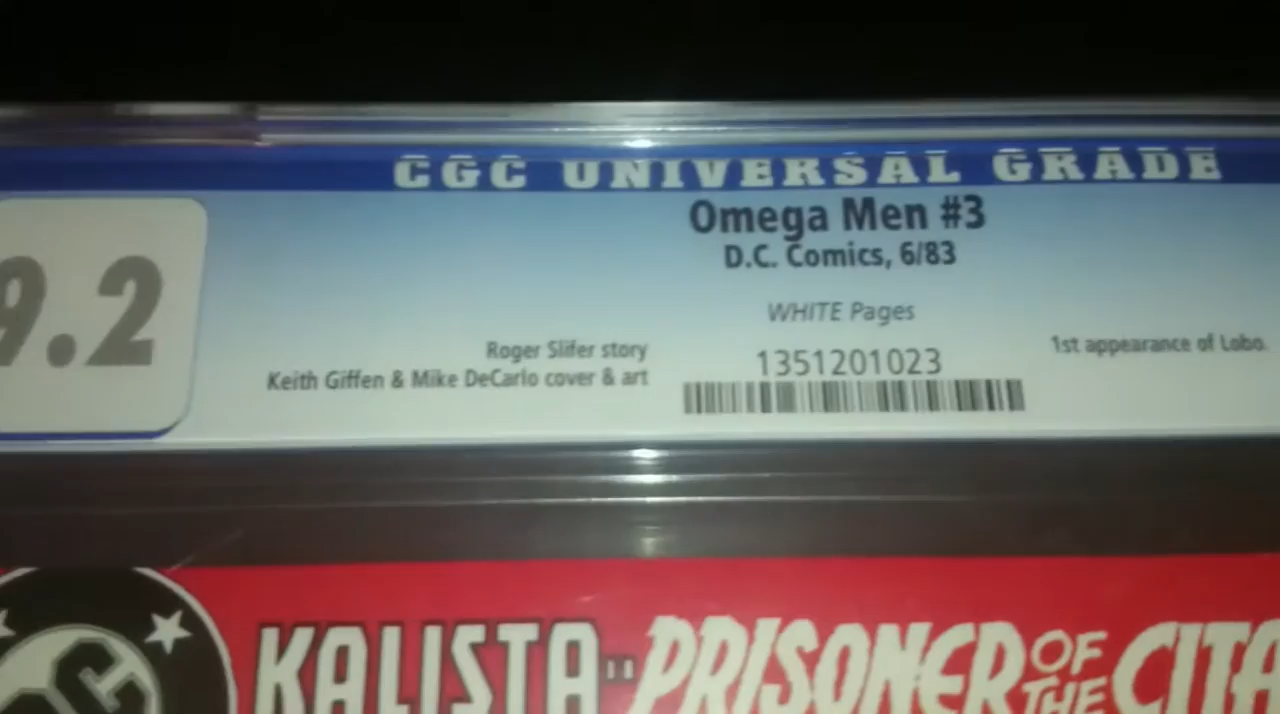 CGC UNIVERSAL GRADE
9.2
Omega Men #3
D.C. Comics, 6/83
WHITE Pages
Roger Slifer story
Keith Giffen & Mike DeCarlo cover & art
1351201023
1st appearance of Lobo.
KALISTA--PRISONER OF THE CITA